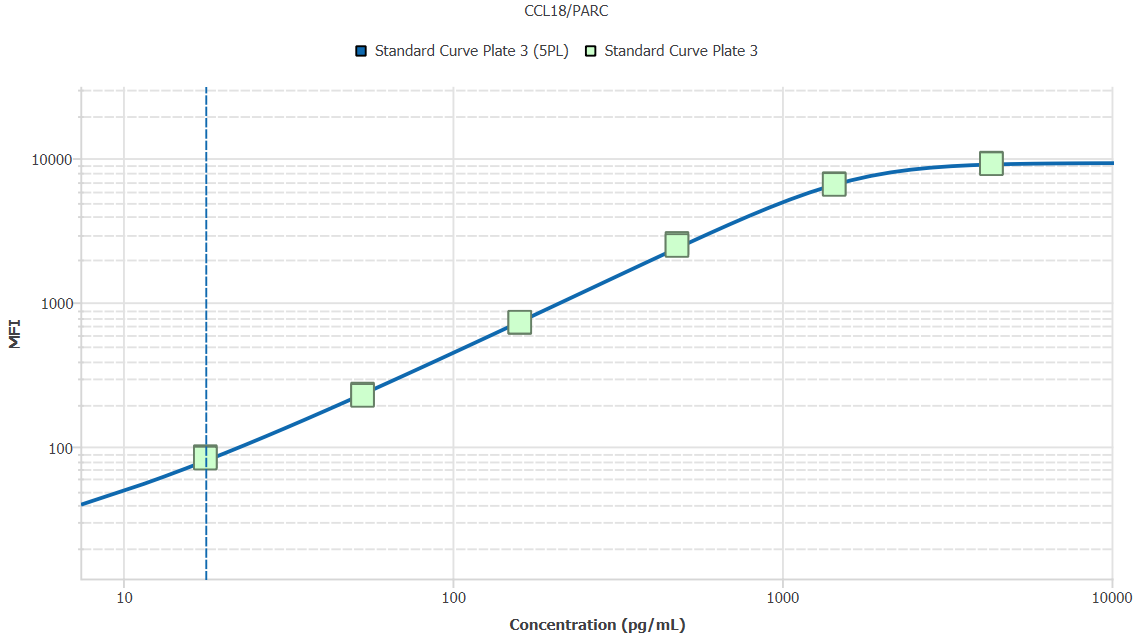 CCL18/PARC
Standard Curve Plate 3 (5PL) Standard Curve Plate 3
10000
1000
100
MFI
10 100 1000 10000
Concentration (pg/mL)